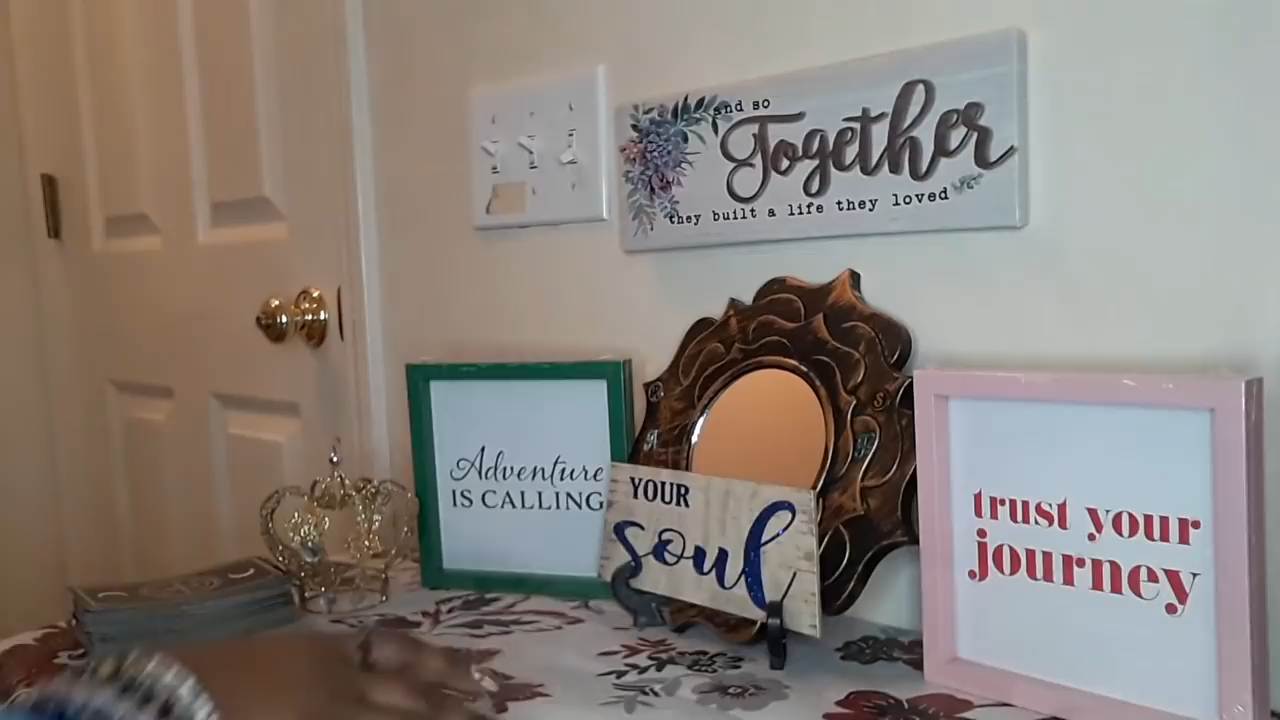 and so
Together
they built a life they loved
Adventure
IS CALLING
YOUR
soul
trust your
journey